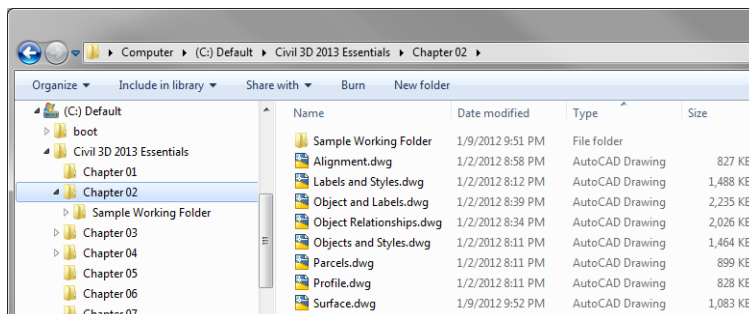 Computer (C:) Default Civil 3D 2013 Essentials Chapter 02
Organize Include in library Share with Burn New folder
(C:) Default
boot
Civil 3D 2013 Essentials
Chapter 01
Chapter 02
Sample Working Folder
Chapter 03
Chapter 04
Chapter 05
Chapter 06
Chapter 07
Name Date modified Type Size
Sample Working Folder 1/9/2012 9:51 PM File folder
Alignment.dwg 1/2/2012 8:58 PM AutoCAD Drawing 827 KB
Labels and Styles.dwg 1/2/2012 8:12 PM AutoCAD Drawing 1,488 KB
Object and Labels.dwg 1/2/2012 8:39 PM AutoCAD Drawing 2,235 KB
Object Relationships.dwg 1/2/2012 8:34 PM AutoCAD Drawing 2,026 KB
Objects and Styles.dwg 1/2/2012 8:11 PM AutoCAD Drawing 1,464 KB
Parcels.dwg 1/2/2012 8:11 PM AutoCAD Drawing 899 KB
Profile.dwg 1/2/2012 8:11 PM AutoCAD Drawing 828 KB
Surface.dwg 1/9/2012 9:52 PM AutoCAD Drawing 1,083 KB